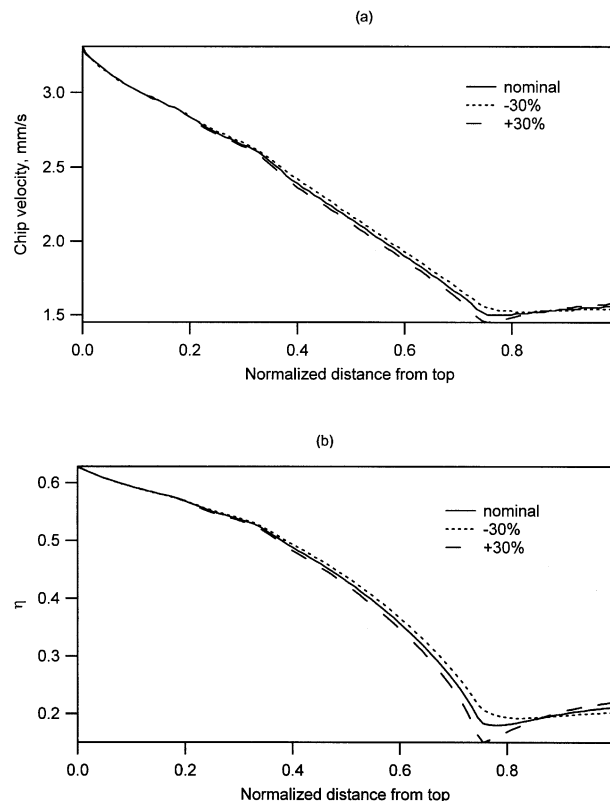 (a)
nominal
-30%
+30%
3.0
2.5
2.0
1.5
Chip velocity, mm/s
0.0 0.2 0.4 0.6 0.8
Normalized distance from top
(b)
nominal
-30%
+30%
0.6
0.5
0.4
0.3
0.2
η
0.0 0.2 0.4 0.6 0.8
Normalized distance from top